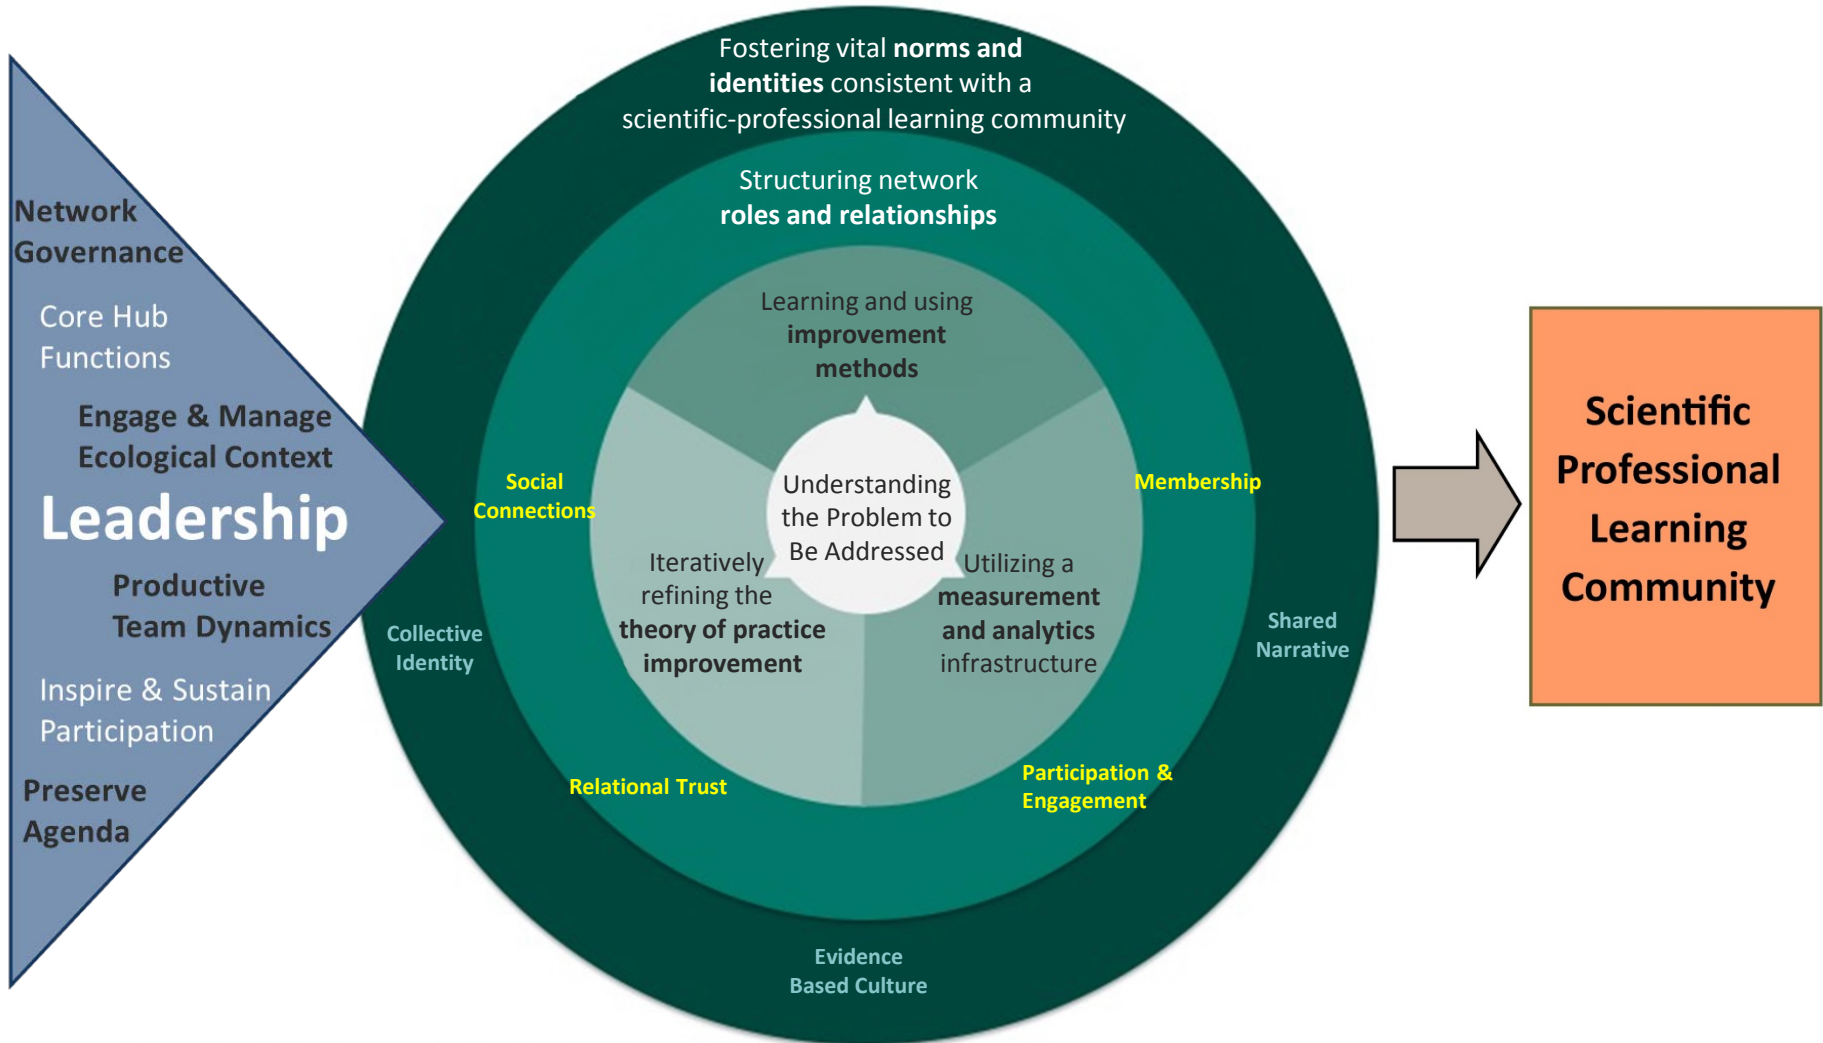 Network
Governance
Core Hub
Functions
Engage & Manage
Ecological Context
Leadership
Productive
Team Dynamics
Inspire & Sustain
Participation
Preserve
Agenda
Fostering vital norms and
identities consistent with a
scientific-professional learning community
Structuring network
roles and relationships
Learning and using
improvement
methods
Social
Connections
Understanding
the Problem to
Be Addressed
Membership
Iteratively
refining the
theory of practice
improvement
Utilizing a
measurement
and analytics
infrastructure
Collective
Identity
Shared
Narrative
Relational Trust
Participation &
Engagement
Evidence
Based Culture
Scientific
Professional
Learning
Community